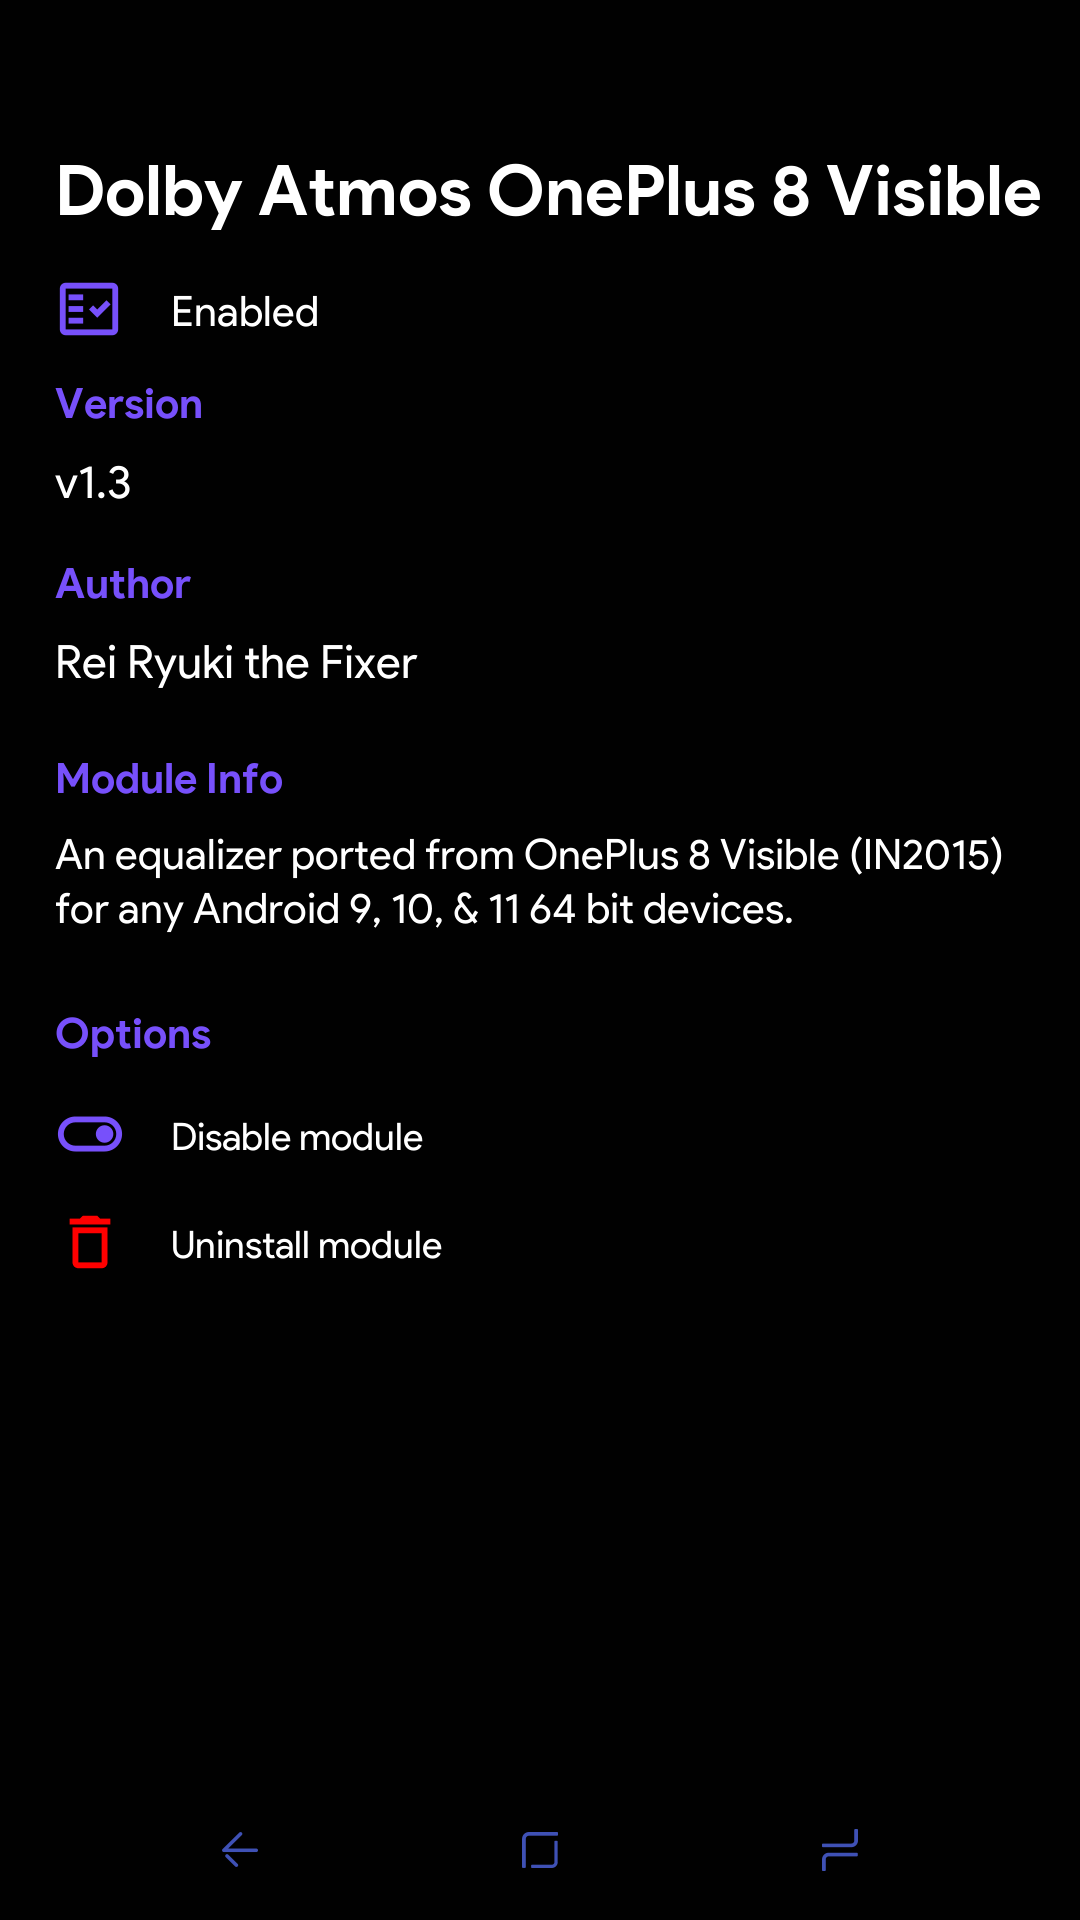 Dolby Atmos OnePlus 8 Visible
Enabled
Version
v1.3
Author
Rei Ryuki the Fixer
Module Info
An equalizer ported from OnePlus 8 Visible (IN2015)
for any Android 9, 10, & 11 64 bit devices.
Options
Disable module
Uninstall module